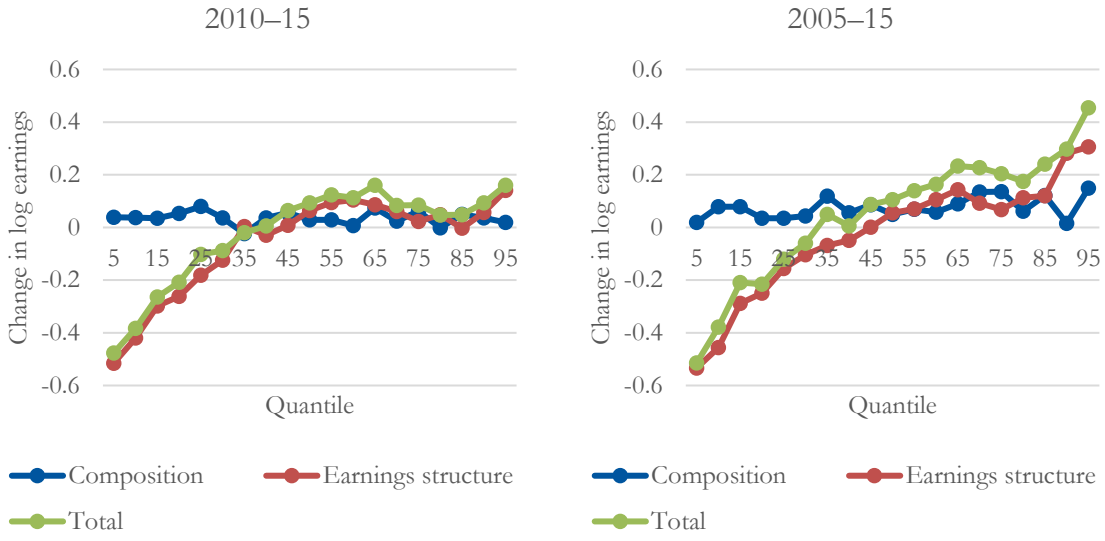 2010–15
0.6
0.4
0.2
0
-0.2
-0.4
-0.6
Change in log earnings
5 15 25 35 45 55 65 75 85 95
Quantile
Composition
Earnings structure
Total
2005–15
0.6
0.4
0.2
0
-0.2
-0.4
-0.6
Change in log earnings
5 15 25 35 45 55 65 75 85 95
Quantile
Composition
Earnings structure
Total